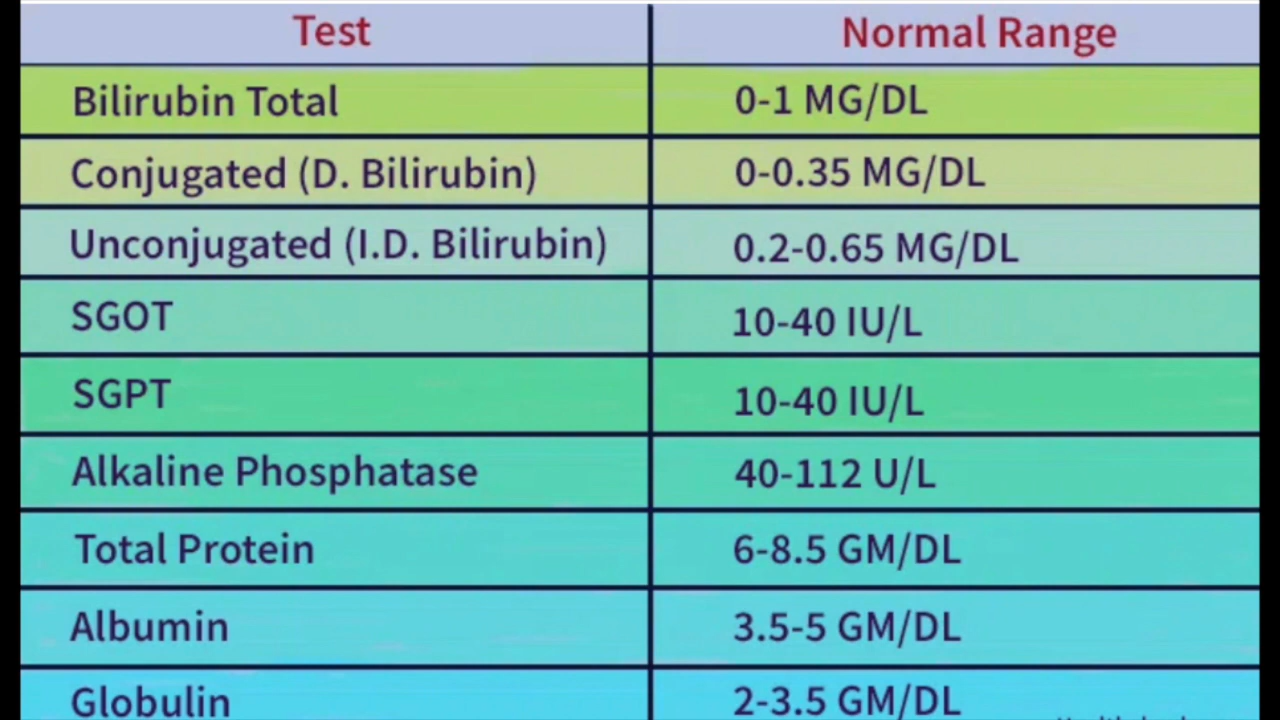 Test Normal Range
Bilirubin Total 0-1 MG/DL
Conjugated (D. Bilirubin) 0-0.35 MG/DL
Unconjugated (I.D. Bilirubin) 0.2-0.65 MG/DL
SGOT 10-40 IU/L
SGPT 10-40 IU/L
Alkaline Phosphatase 40-112 U/L
Total Protein 6-8.5 GM/DL
Albumin 3.5-5 GM/DL
Globulin 2-3.5 GM/DL